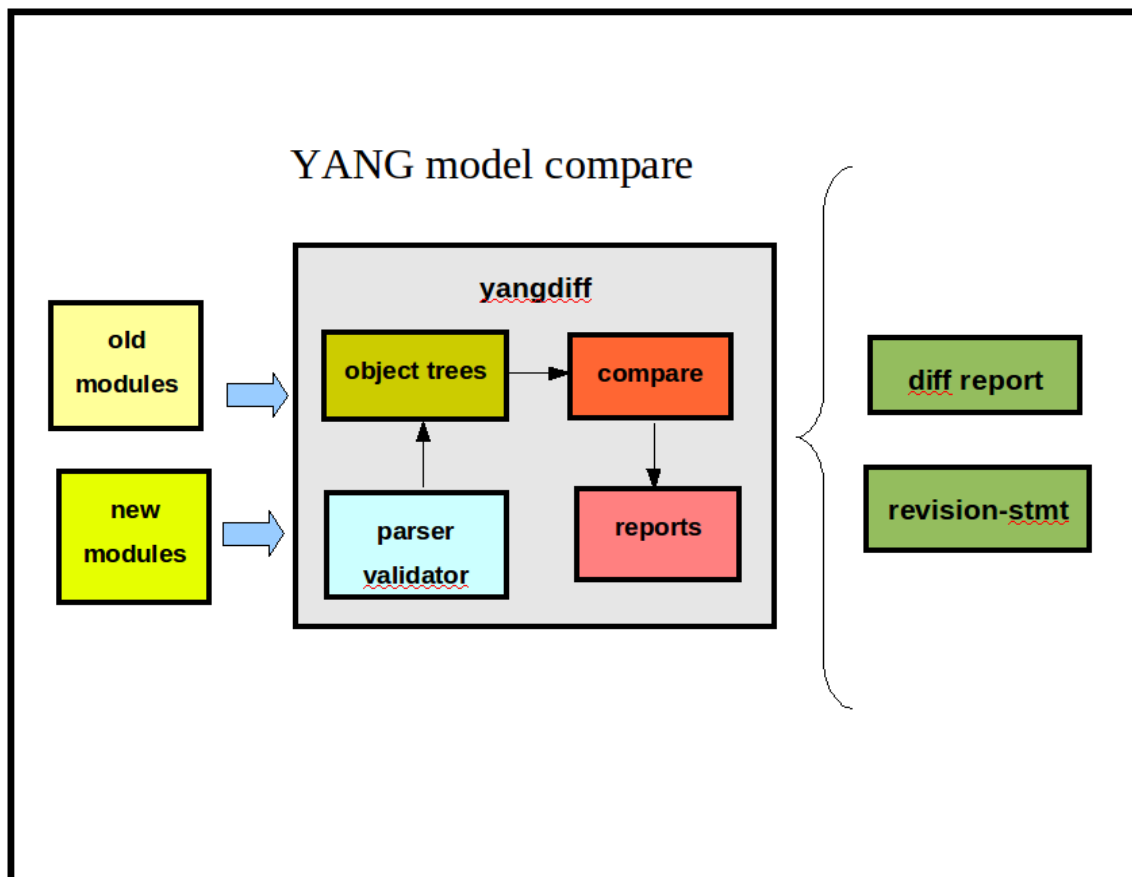 YANG model compare
yangdiff
old
modules
new
modules
object trees
compare
parser
validator
reports
diff report
revision-stmt